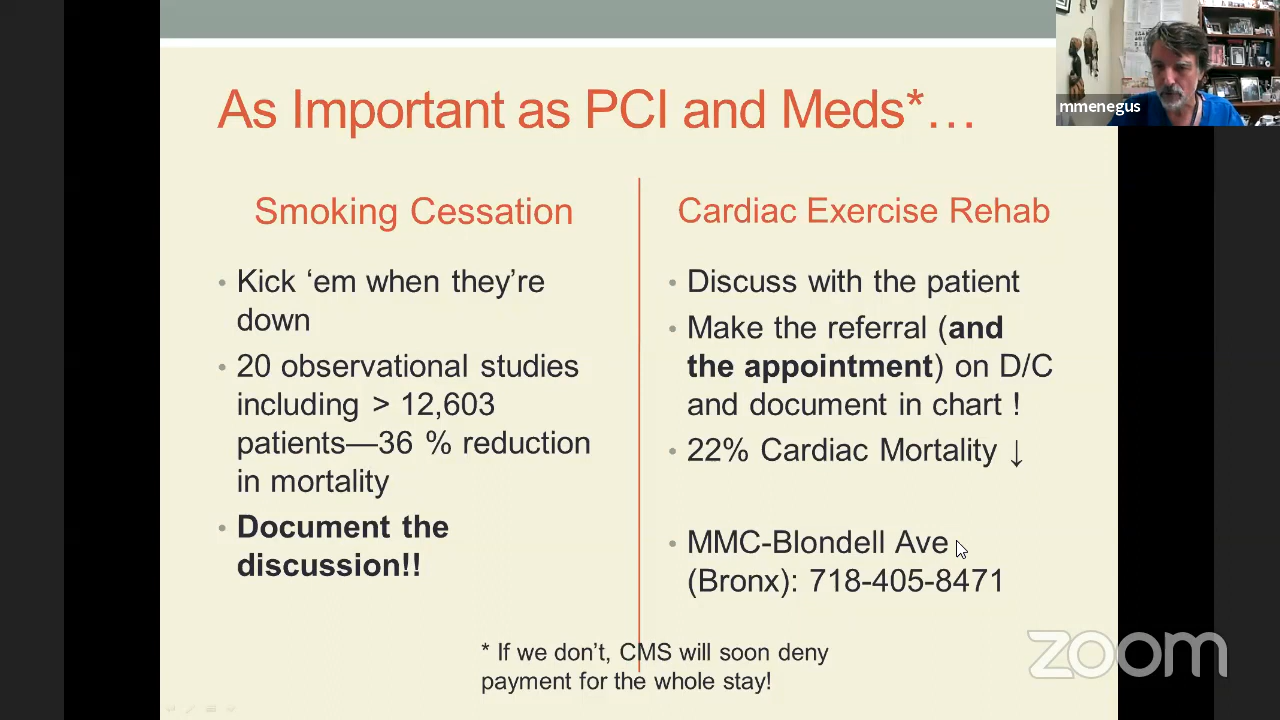 As Important as PCI and Meds*…
mmenegus
Smoking Cessation
• Kick ‘em when they’re
down
• 20 observational studies
including > 12,603
patients—36 % reduction
in mortality
• Document the
discussion!!
Cardiac Exercise Rehab
• Discuss with the patient
• Make the referral (and
the appointment) on D/C
and document in chart !
• 22% Cardiac Mortality ↓
• MMC-Blondell Ave
(Bronx): 718-405-8471
* If we don’t, CMS will soon deny
payment for the whole stay!
zoom